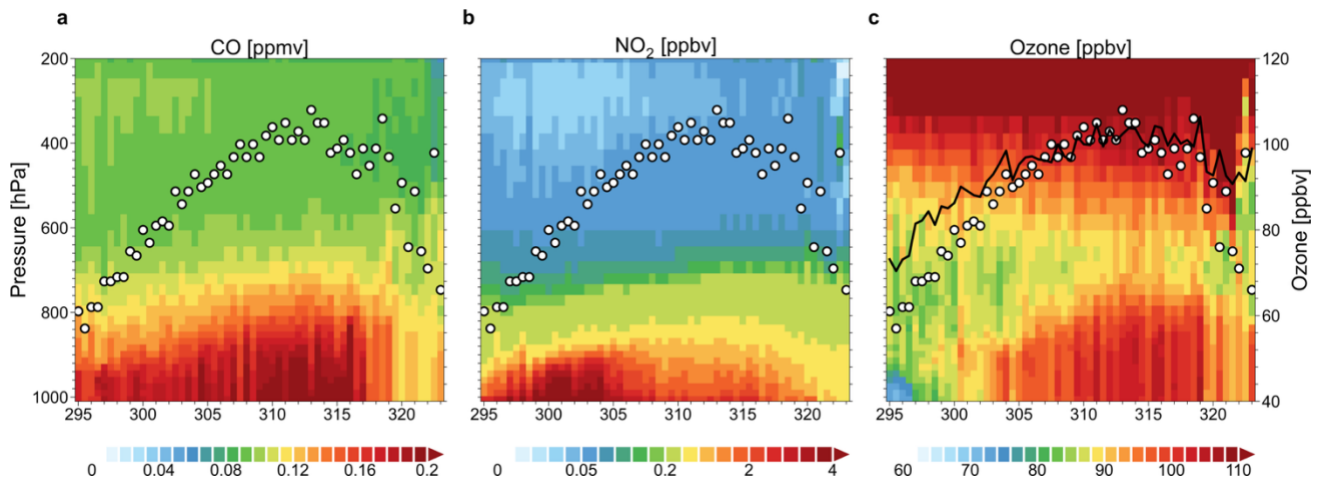 a b c
CO [ppmv] NO2 [ppbv] Ozone [ppbv]
200 120
400 100
600 80
800 60
1000 40
Pressure [hPa]
Ozone [ppbv]
295 300 305 310 315 320 295 300 305 310 315 320 295 300 305 310 315 320
0 0.04 0.08 0.12 0.16 0.2 0 0.05 0.2 2 4 60 70 80 90 100 110